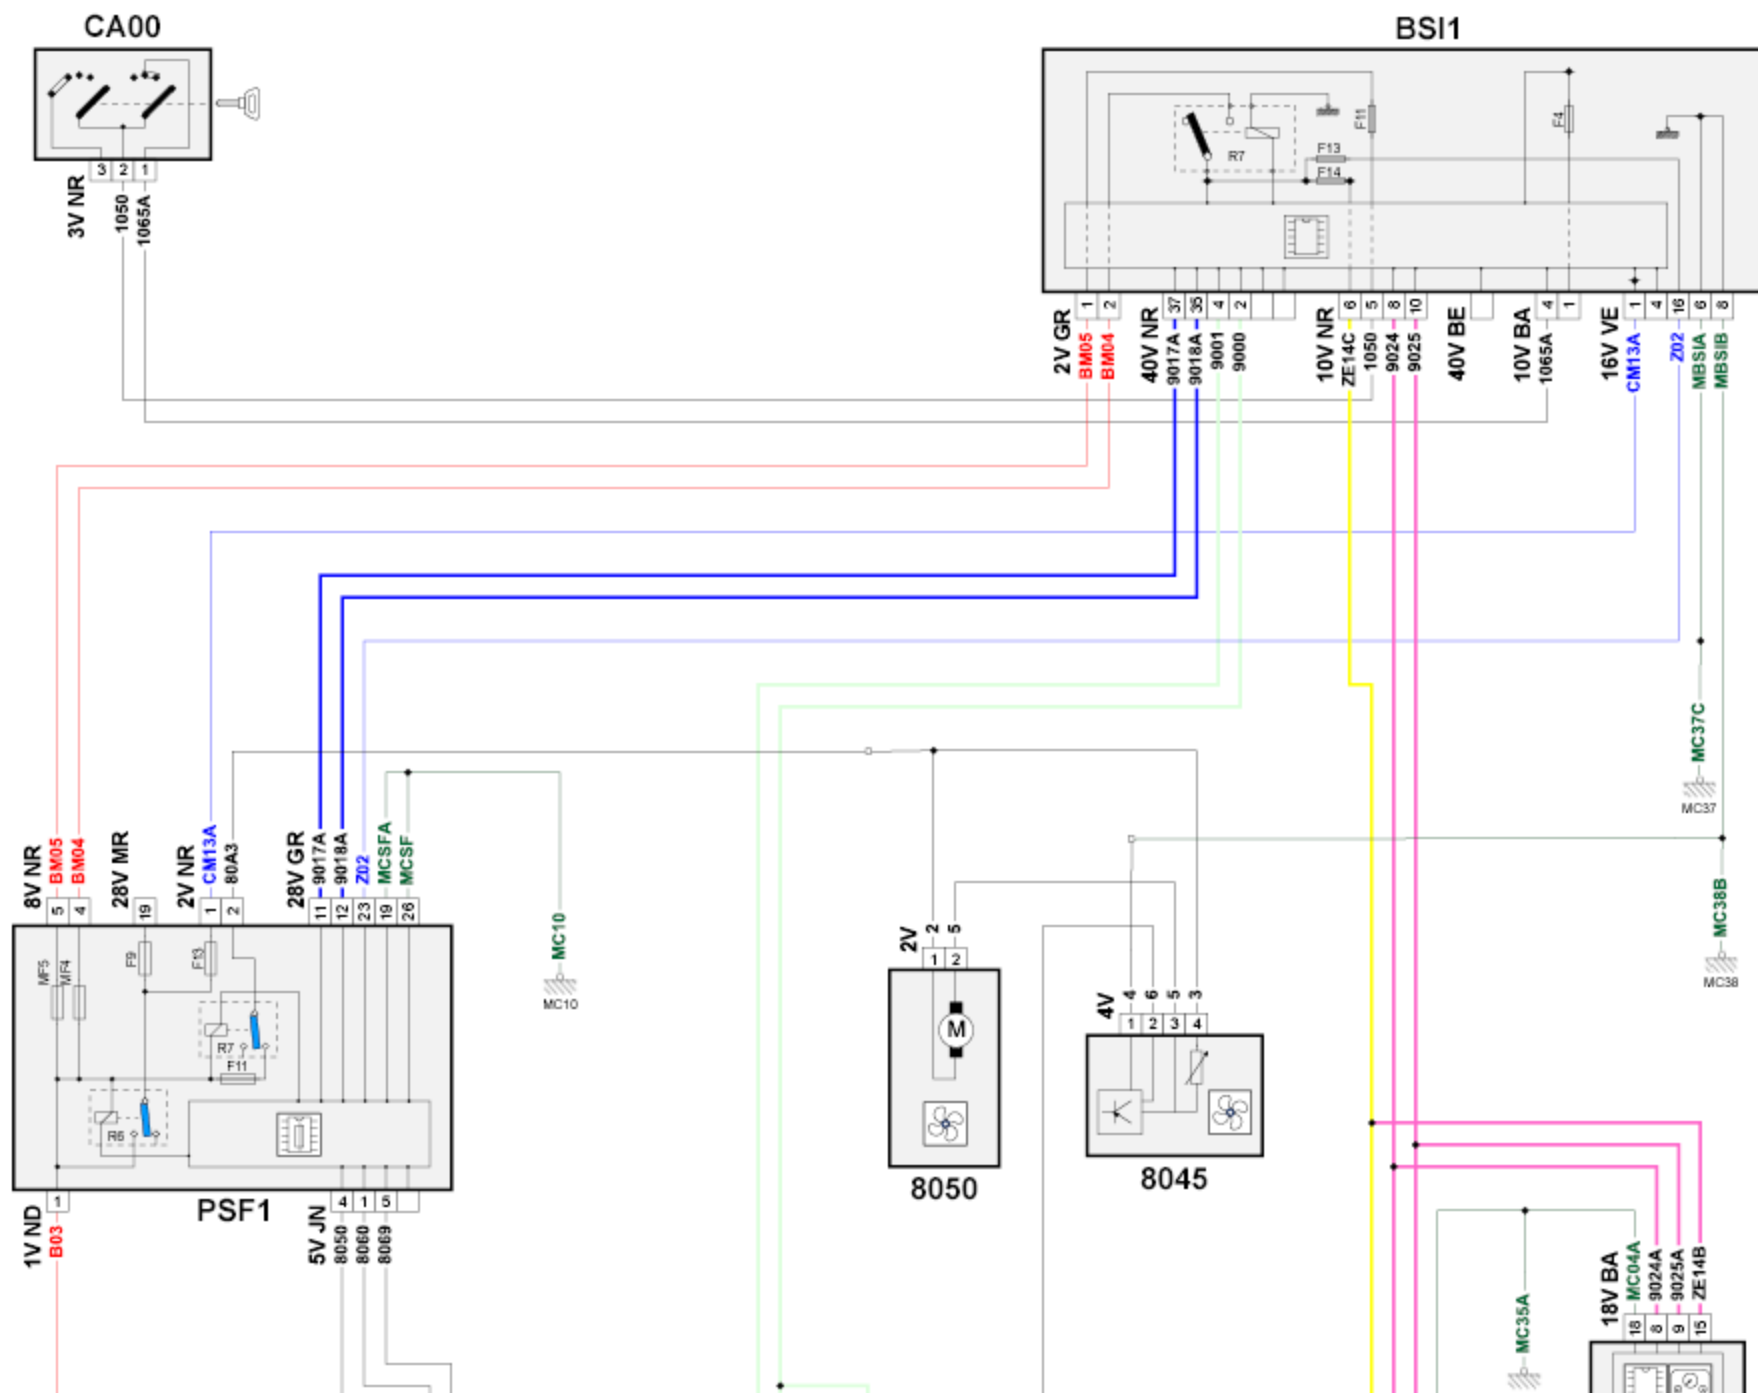 CA00
BSI1
F11
F4
R7
F13
F14
3 2 1
3V NR
1050
1065A
1 2 37 35 4 2 6 5 8 10 4 1 1 4 16 6 8
2V GR
BM05
BM04
40V NR
9017A
9018A
9001
9000
10V NR
ZE14C
1050
9024
9025
40V BE
10V BA
1065A
16V VE
CM13A
Z02
MBSIA
MBSIB
MC37C
MC37
8V NR
BM05
BM04
28V MR
2V NR
CM13A
80A3
28V GR
9017A
9018A
Z02
MCSFA
MCSF
5 4 19 1 2 11 12 23 19 26
MC10
MC10
MC38B
MC38
MF5
MF4
F9
F13
R7
F11
R6
2V
2 5
1 2
M
8050
4V
4 6 5 3
1 2 3 4
8045
PSF1
1
1V ND
B03
4 1 5
5V JN
8050
8060
8069
MC35A
18V BA
MC04A
9024A
9025A
ZE14B
18 8 9 15